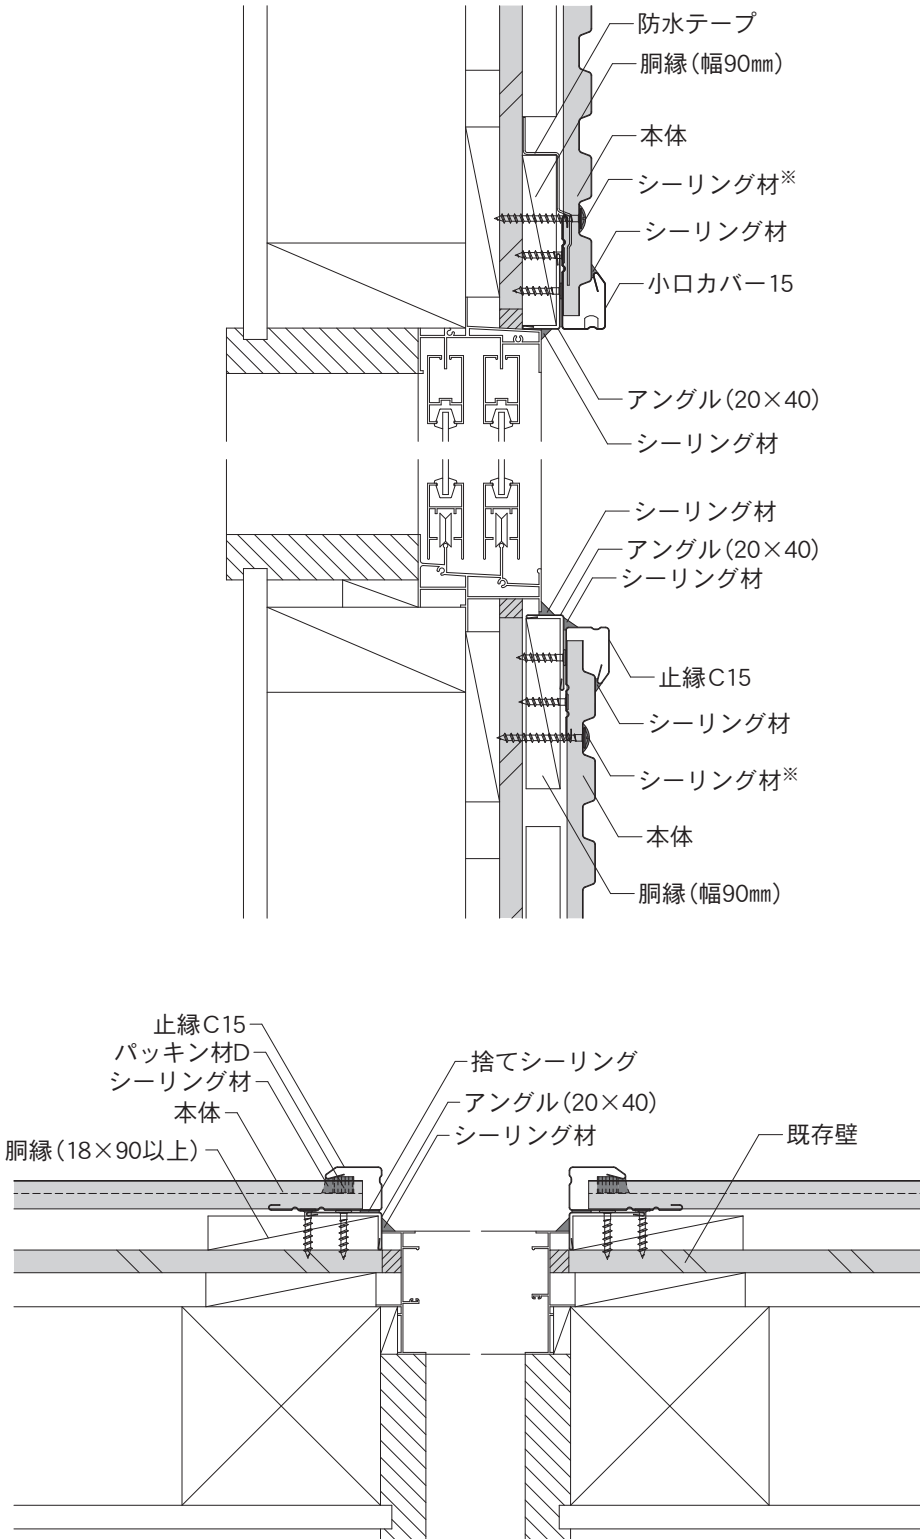 防水テープ
胴縁（幅90㎜）
本体
シーリング材※
シーリング材
小口カバー15
アングル（20×40）
シーリング材
シーリング材
アングル（20×40）
シーリング材
止縁C15
シーリング材
シーリング材※
本体
胴縁（幅90㎜）
止縁C15
パッキン材D
シーリング材
本体
胴縁（18×90以上）
捨てシーリング
アングル（20×40）
シーリング材
既存壁